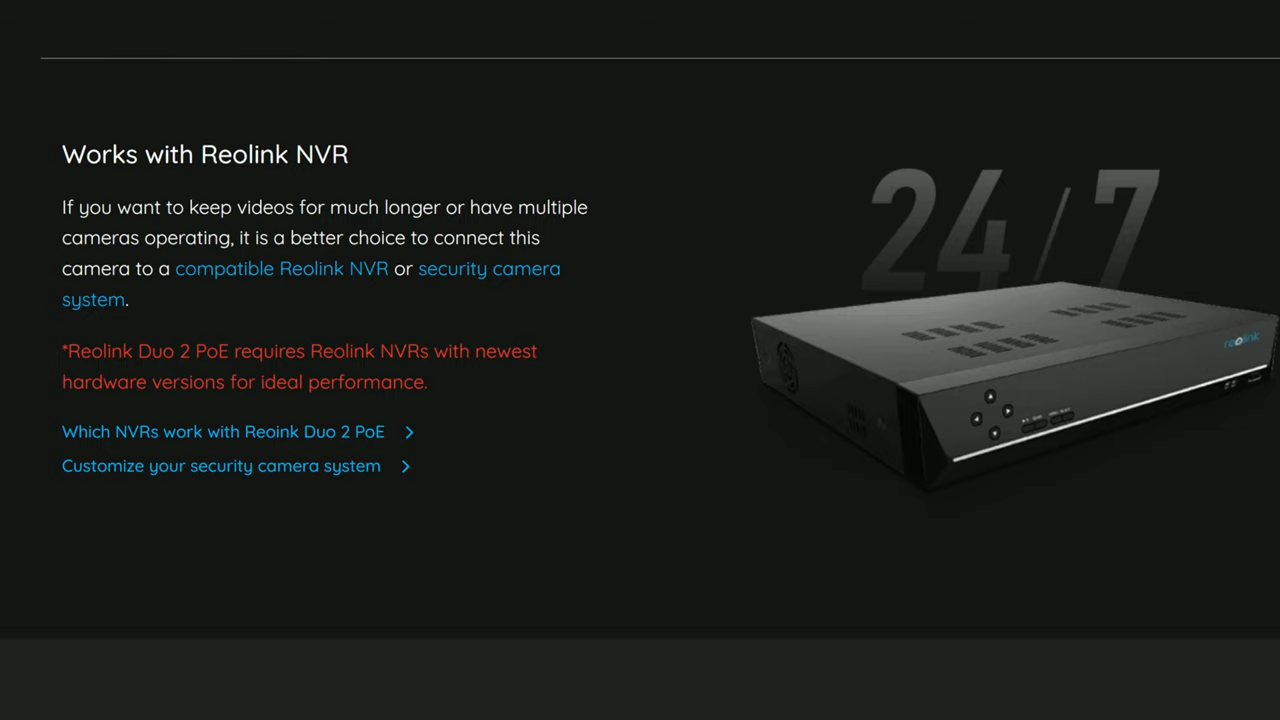 Works with Reolink NVR
24/7
If you want to keep videos for much longer or have multiple
cameras operating, it is a better choice to connect this
camera to a compatible Reolink NVR or security camera
system.
*Reolink Duo 2 PoE requires Reolink NVRs with newest
hardware versions for ideal performance.
reolink
Which NVRs work with Reoink Duo 2 PoE
Customize your security camera system